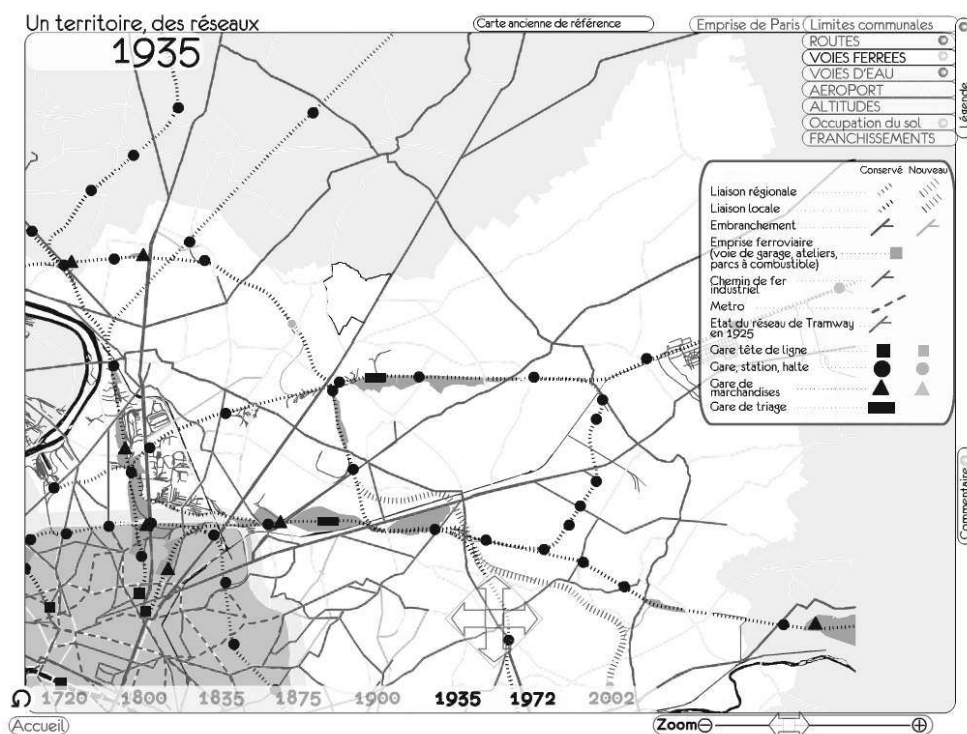 Un territoire, des réseaux
1935
Carte ancienne de référence
Emprise de Paris
Limites communales
ROUTES
VOIES FERREES
VOIES D'EAU
AEROPORT
ALTITUDES
Occupation du sol
FRANCHISSEMENTS
Légende
Conservé Nouveau
Liaison régionale
Liaison locale
Embranchement
Emprise ferroviaire
(voie de garage, ateliers,
parcs à combustible)
Chemin de fer
industriel
Metro
Etat du réseau de Tramway
en 1925
Gare tête de ligne
Gare, station, halte
Gare de
marchandises
Gare de triage
Commentaire
1720 1800 1835 1875 1900 1935 1972 2002
Accueil
Zoom